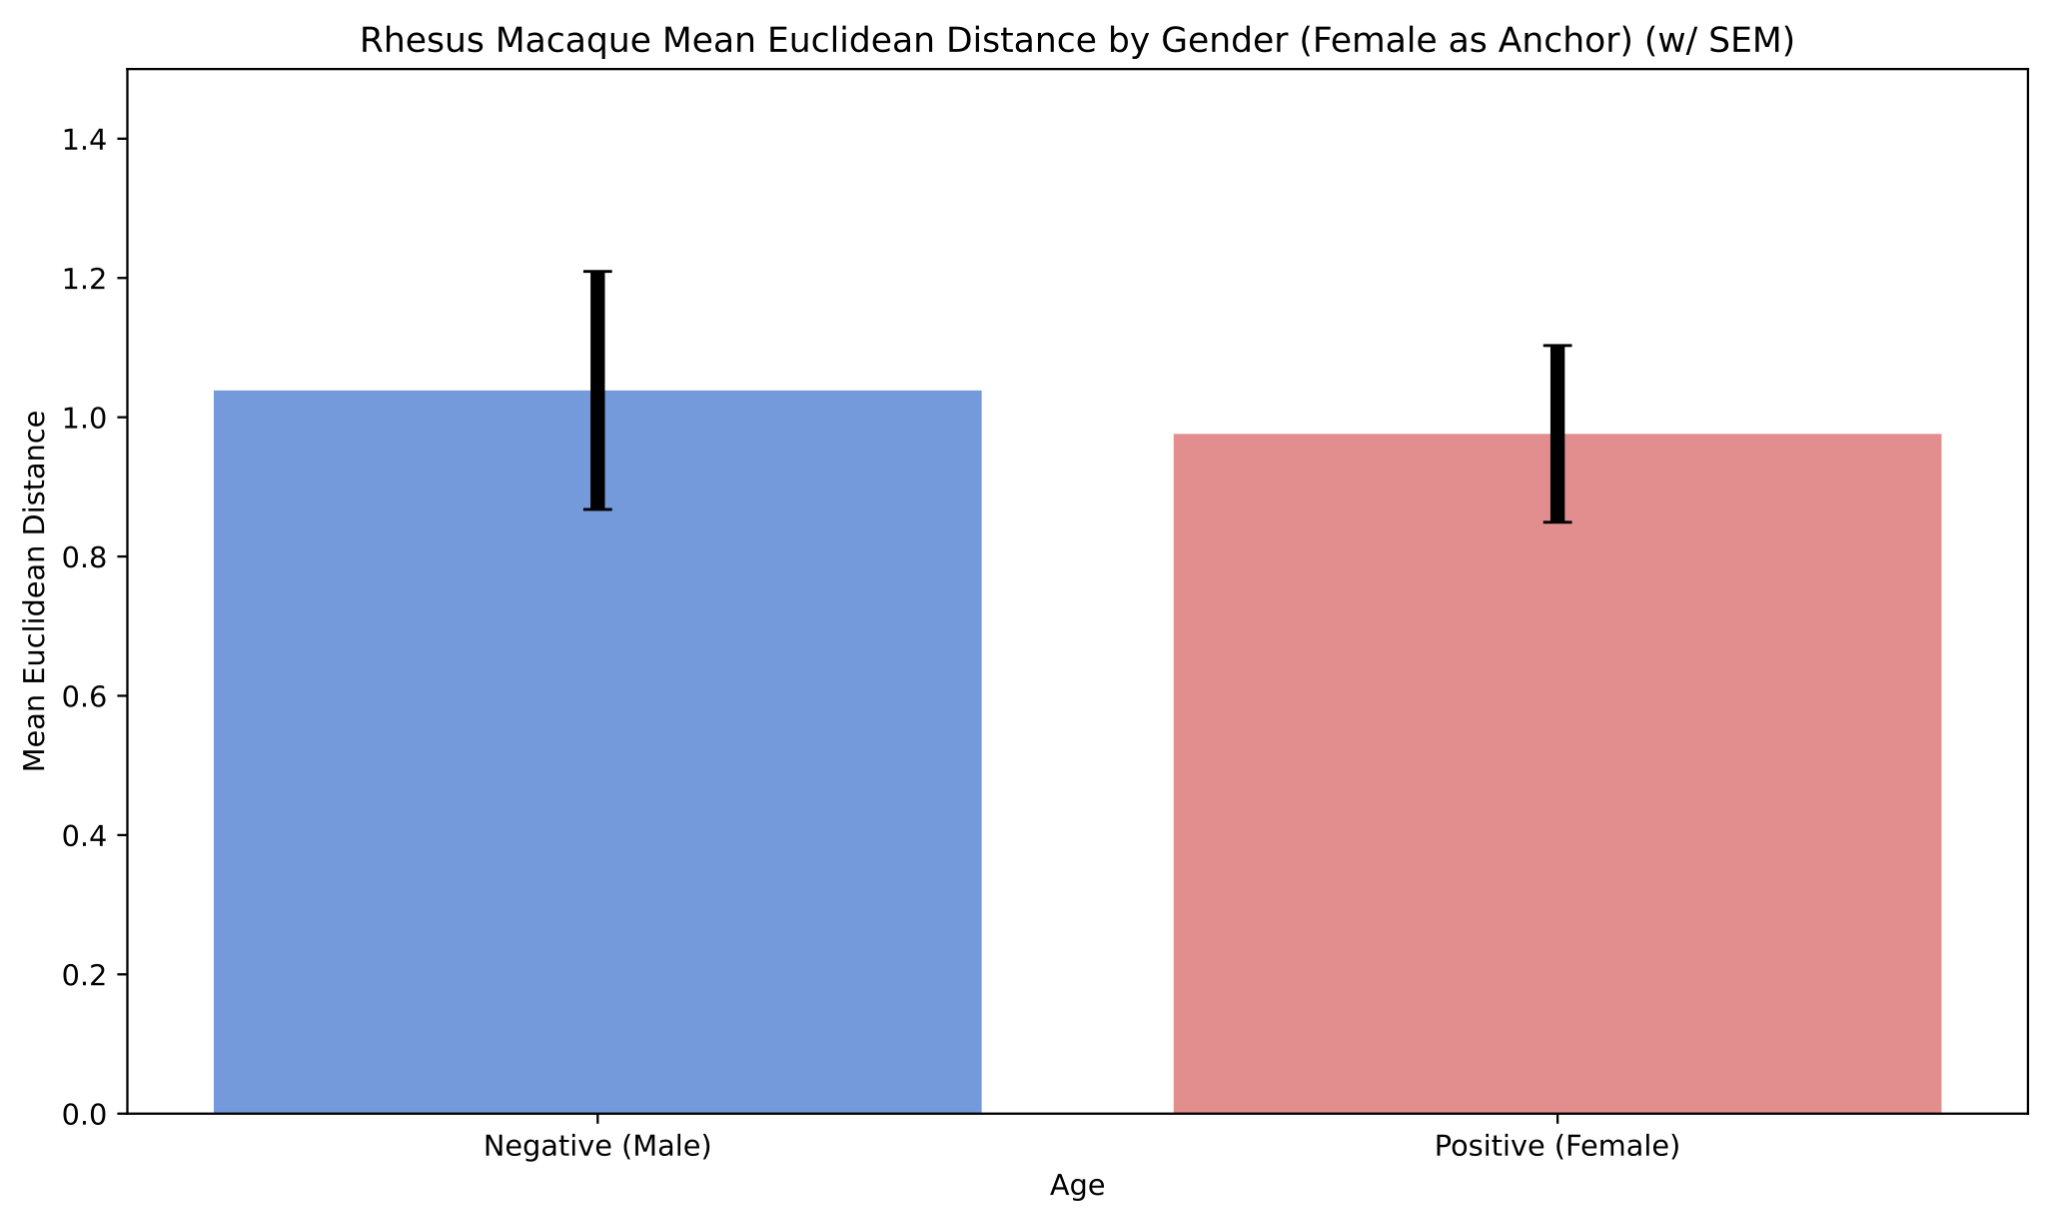 Rhesus Macaque Mean Euclidean Distance by Gender (Female as Anchor) (w/ SEM)
Mean Euclidean Distance
1.4
1.2
1.0
0.8
0.6
0.4
0.2
0.0
Negative (Male)
Positive (Female)
Age